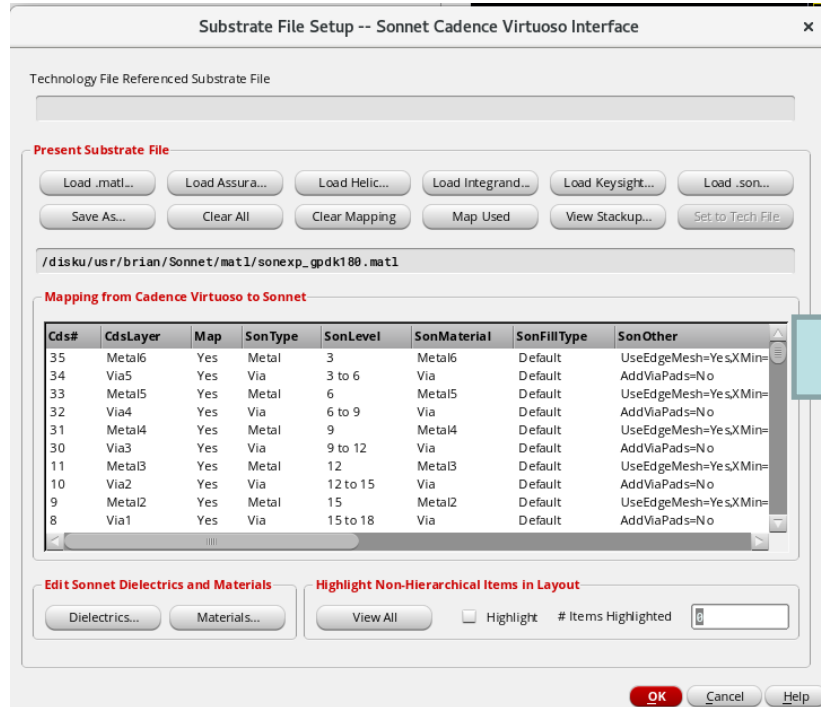 Substrate File Setup -- Sonnet Cadence Virtuoso Interface ×
Technology File Referenced Substrate File
Present Substrate File
Load .matl... Load Assura... Load Helic... Load Integrand... Load Keysight... Load .son...
Save As... Clear All Clear Mapping Map Used View Stackup... Set to Tech File
/disku/usr/brian/Sonnet/matl/sonexp_gpdk180.matl
Mapping from Cadence Virtuoso to Sonnet
Cds# CdsLayer Map SonType SonLevel SonMaterial SonFillType SonOther
35 Metal6 Yes Metal 3 Metal6 Default UseEdgeMesh=Yes,XMin=
34 Via5 Yes Via 3 to 6 Via Default AddViaPads=No
33 Metal5 Yes Metal 6 Metal5 Default UseEdgeMesh=Yes,XMin=
32 Via4 Yes Via 6 to 9 Via Default AddViaPads=No
31 Metal4 Yes Metal 9 Metal4 Default UseEdgeMesh=Yes,XMin=
30 Via3 Yes Via 9 to 12 Via Default AddViaPads=No
11 Metal3 Yes Metal 12 Metal3 Default UseEdgeMesh=Yes,XMin=
10 Via2 Yes Via 12 to 15 Via Default AddViaPads=No
9 Metal2 Yes Metal 15 Metal2 Default UseEdgeMesh=Yes,XMin=
8 Via1 Yes Via 15 to 18 Via Default AddViaPads=No
Edit Sonnet Dielectrics and Materials Highlight Non-Hierarchical Items in Layout
Dielectrics... Materials... View All Highlight # Items Highlighted 0
OK Cancel Help